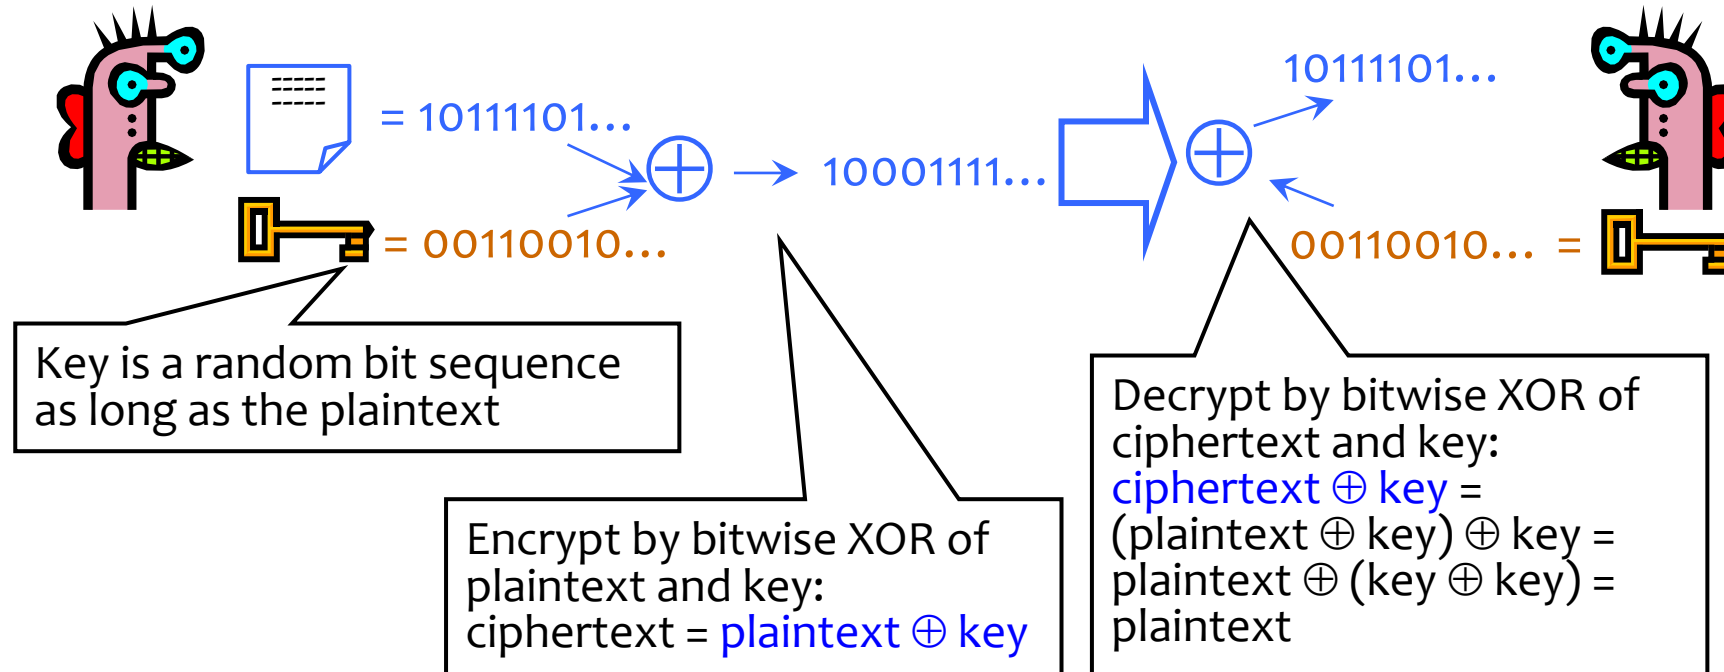 = 10111101...
= 00110010...
10001111...
10111101...
00110010... =
Key is a random bit sequence
as long as the plaintext
Encrypt by bitwise XOR of
plaintext and key:
ciphertext = plaintext ⊕ key
Decrypt by bitwise XOR of
ciphertext and key:
ciphertext ⊕ key =
(plaintext ⊕ key) ⊕ key =
plaintext ⊕ (key ⊕ key) =
plaintext